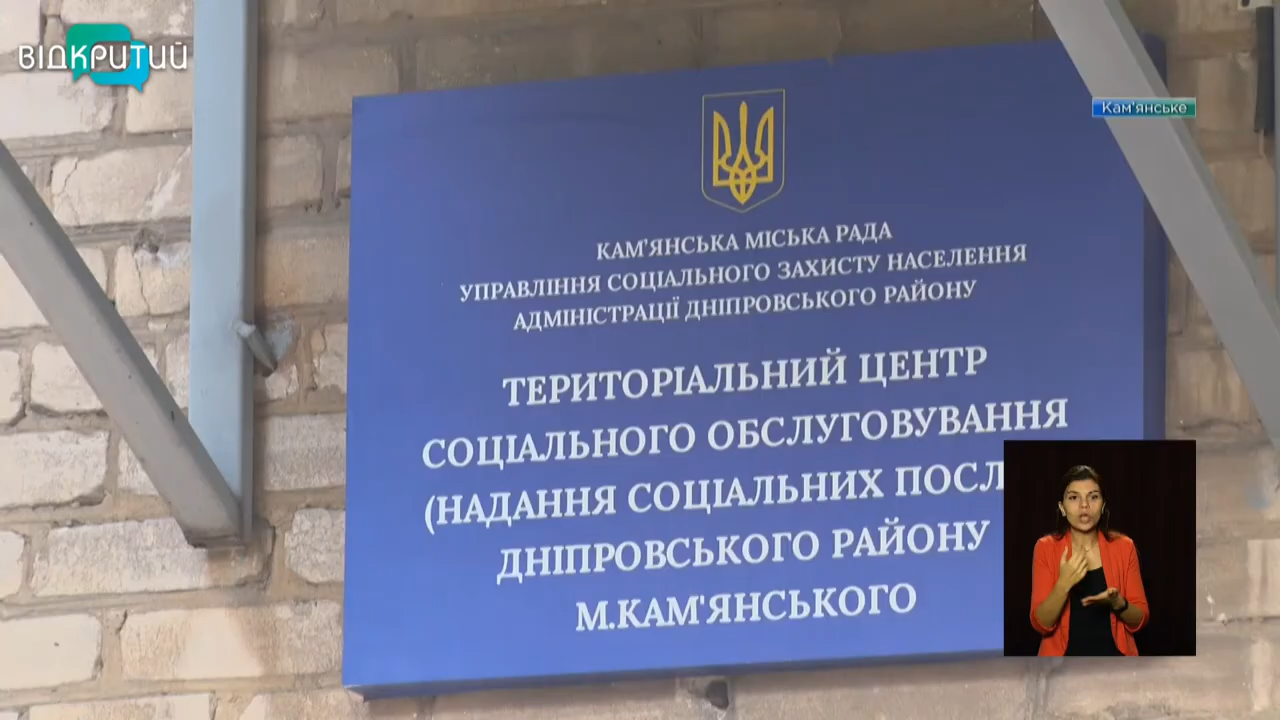 ВІДКРИТИЙ
Кам'янське
КАМ'ЯНСЬКА МІСЬКА РАДА
УПРАВЛІННЯ СОЦІАЛЬНОГО ЗАХИСТУ НАСЕЛЕННЯ
АДМІНІСТРАЦІЇ ДНІПРОВСЬКОГО РАЙОНУ
ТЕРИТОРІАЛЬНИЙ ЦЕНТР
СОЦІАЛЬНОГО ОБСЛУГОВУВАННЯ
(НАДАННЯ СОЦІАЛЬНИХ
ДНІПРОВСЬКОГО РАЙОНУ
М.КАМ'ЯНСЬКОГО